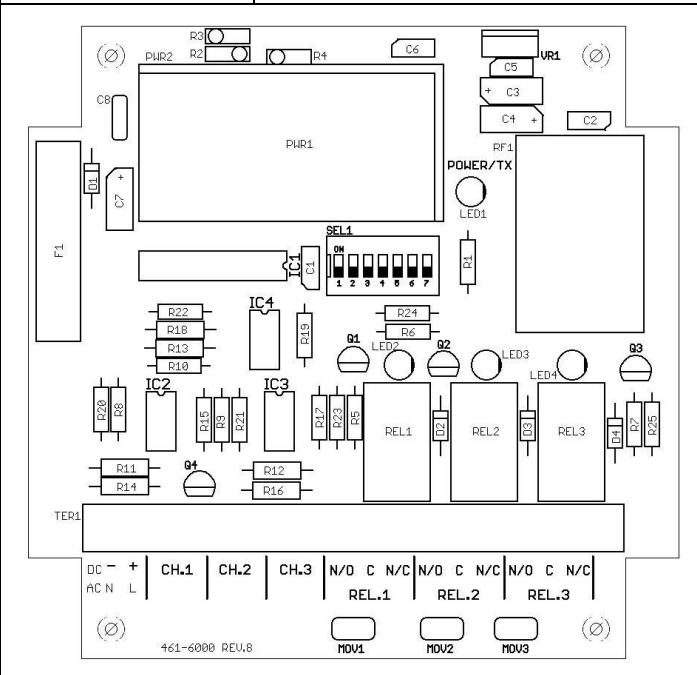 R3
R2
PWR2
R4
C6
VR1
C5
+ C3
C4 +
C2
C8
PWR1
RF1
POWER/TX
LED1
D1
+
C7
F1
SEL1
ON
1 2 3 4 5 6 7
IC1
C1
R1
R22
R18
R13
R10
IC4
R19
R24
R6
Q1
LED2
Q2
LED3
LED4
Q3
IC2
IC3
R20
R8
R15
R9
R21
R17
R23
R5
REL1
D2
REL2
D3
REL3
D4
R7
R25
R11
R14
Q4
R12
R16
TER1
DC - + CH.1 CH.2 CH.3 N/O C N/C N/O C N/C N/O C N/C
AC N L REL.1 REL.2 REL.3
461-6000 REV.8
MOV1 MOV2 MOV3